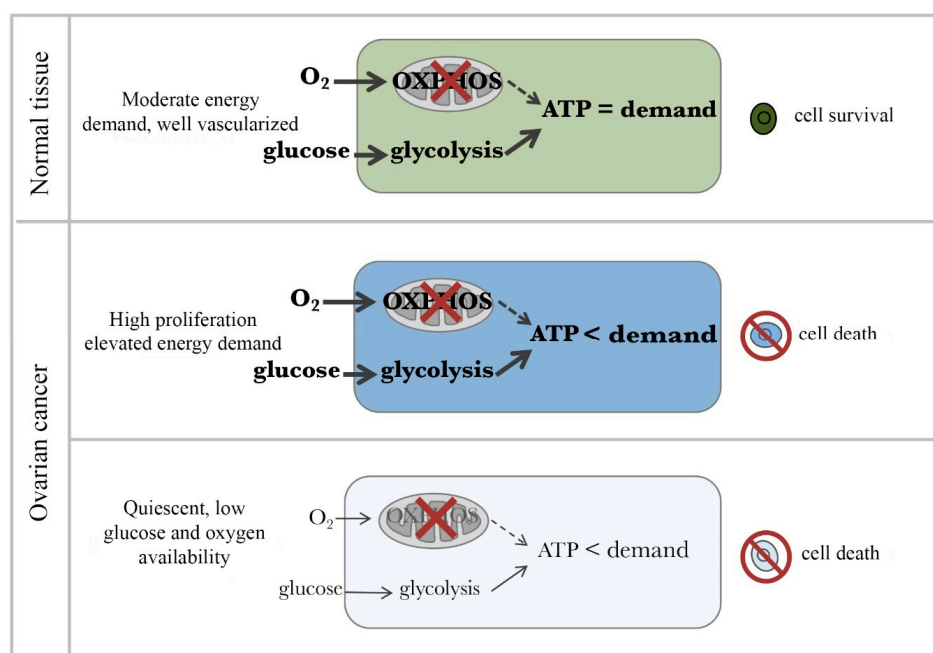 Normal tissue
Moderate energy
demand, well vascularized
O2
OXPHOS
ATP = demand
glucose
glycolysis
cell survival
Ovarian cancer
High proliferation
elevated energy demand
O2
OXPHOS
ATP < demand
glucose
glycolysis
cell death
Quiescent, low
glucose and oxygen
availability
O2
OXPHOS
ATP < demand
glucose
glycolysis
cell death